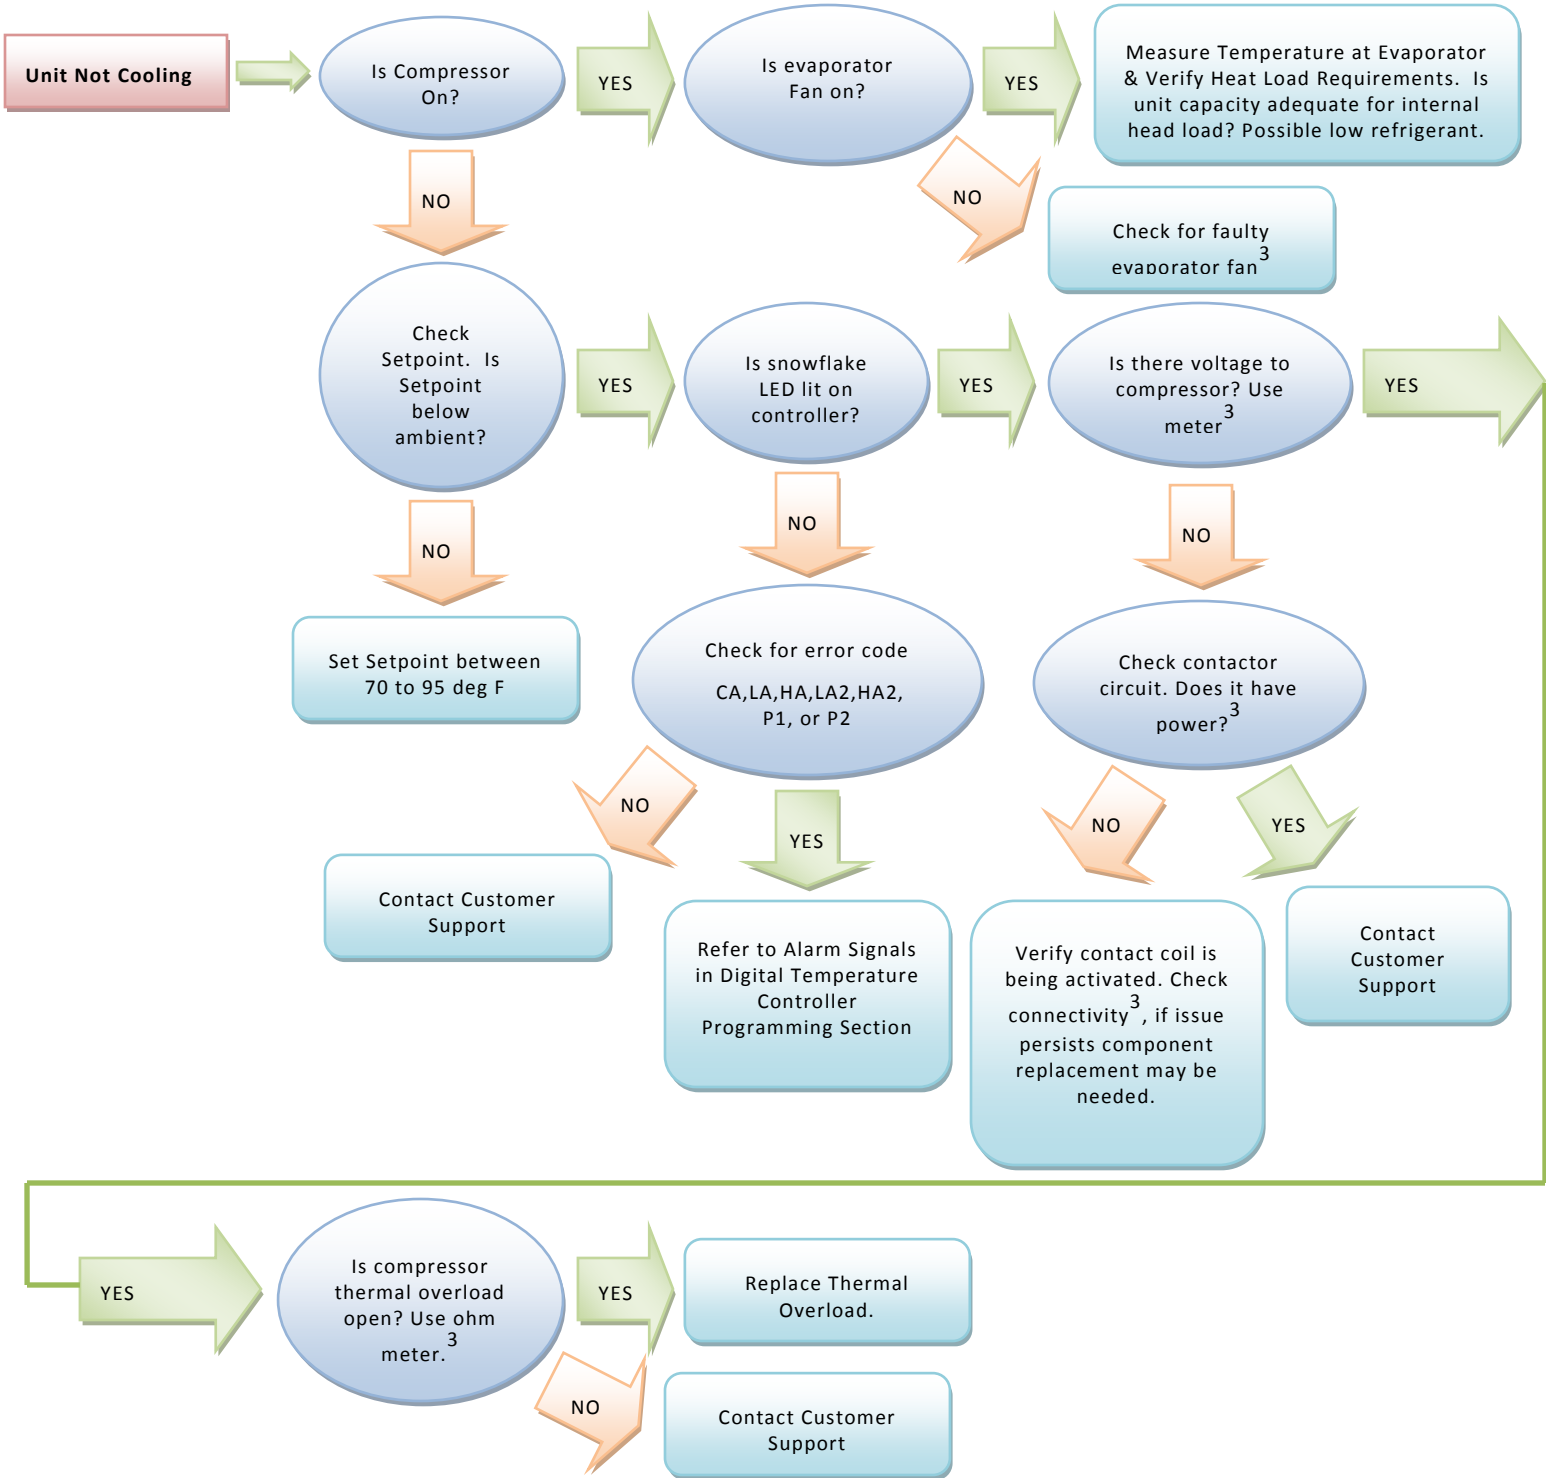 Unit Not Cooling
Is Compressor
On?
YES
Is evaporator
Fan on?
YES
Measure Temperature at Evaporator
& Verify Heat Load Requirements.  Is
unit capacity adequate for internal
head load? Possible low refrigerant.
NO
NO
Check for faulty
evaporator fan3
Check
Setpoint.  Is
Setpoint
below
ambient?
YES
Is snowflake
LED lit on
controller?
YES
Is there voltage to
compressor? Use
meter3
YES
NO
NO
NO
Set Setpoint between
70 to 95 deg F
Check for error code
CA,LA,HA,LA2,HA2,
P1, or P2
Check contactor
circuit. Does it have
power?3
NO
YES
NO
YES
Contact Customer
Support
Refer to Alarm Signals
in Digital Temperature
Controller
Programming Section
Verify contact coil is
being activated. Check
connectivity3, if issue
persists component
replacement may be
needed.
Contact
Customer
Support
YES
Is compressor
thermal overload
open? Use ohm
meter.3
YES
Replace Thermal
Overload.
NO
Contact Customer
Support